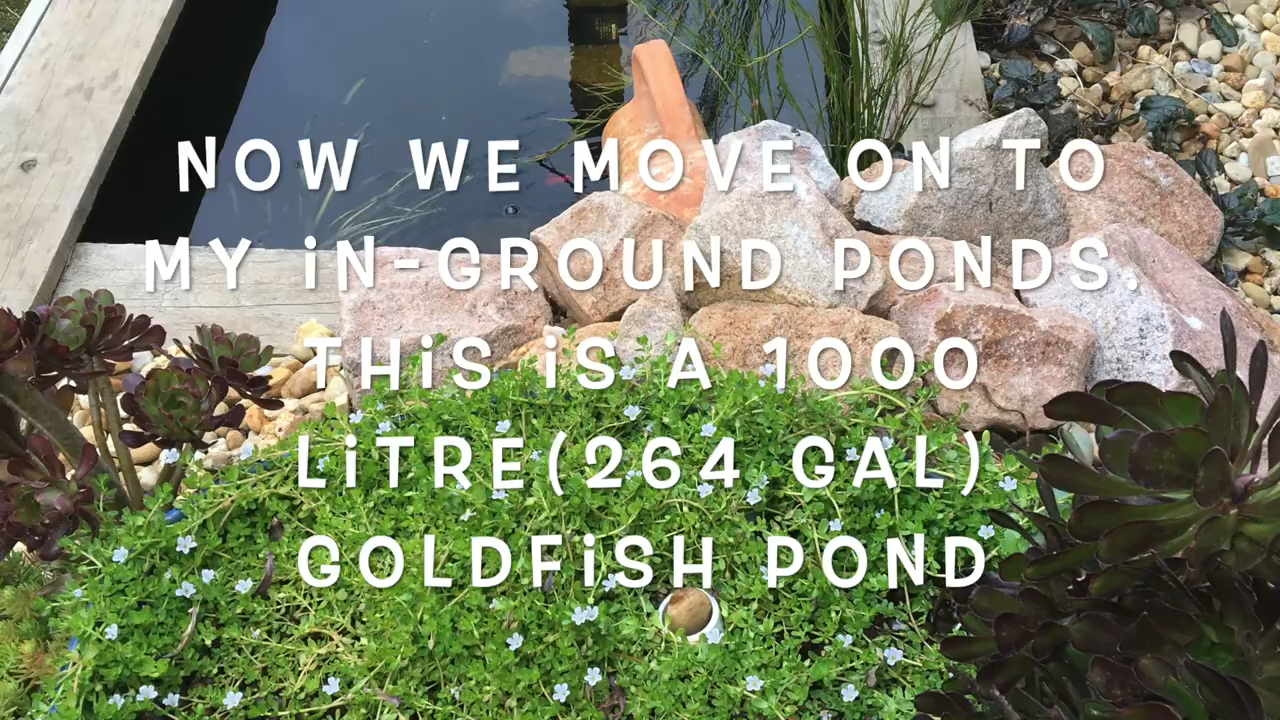 NOW WE MOVE ON TO
MY iN-GROUND PONDS.
THiS iS A 1000
LiTRE(264 GAL)
GOLDFiSH POND